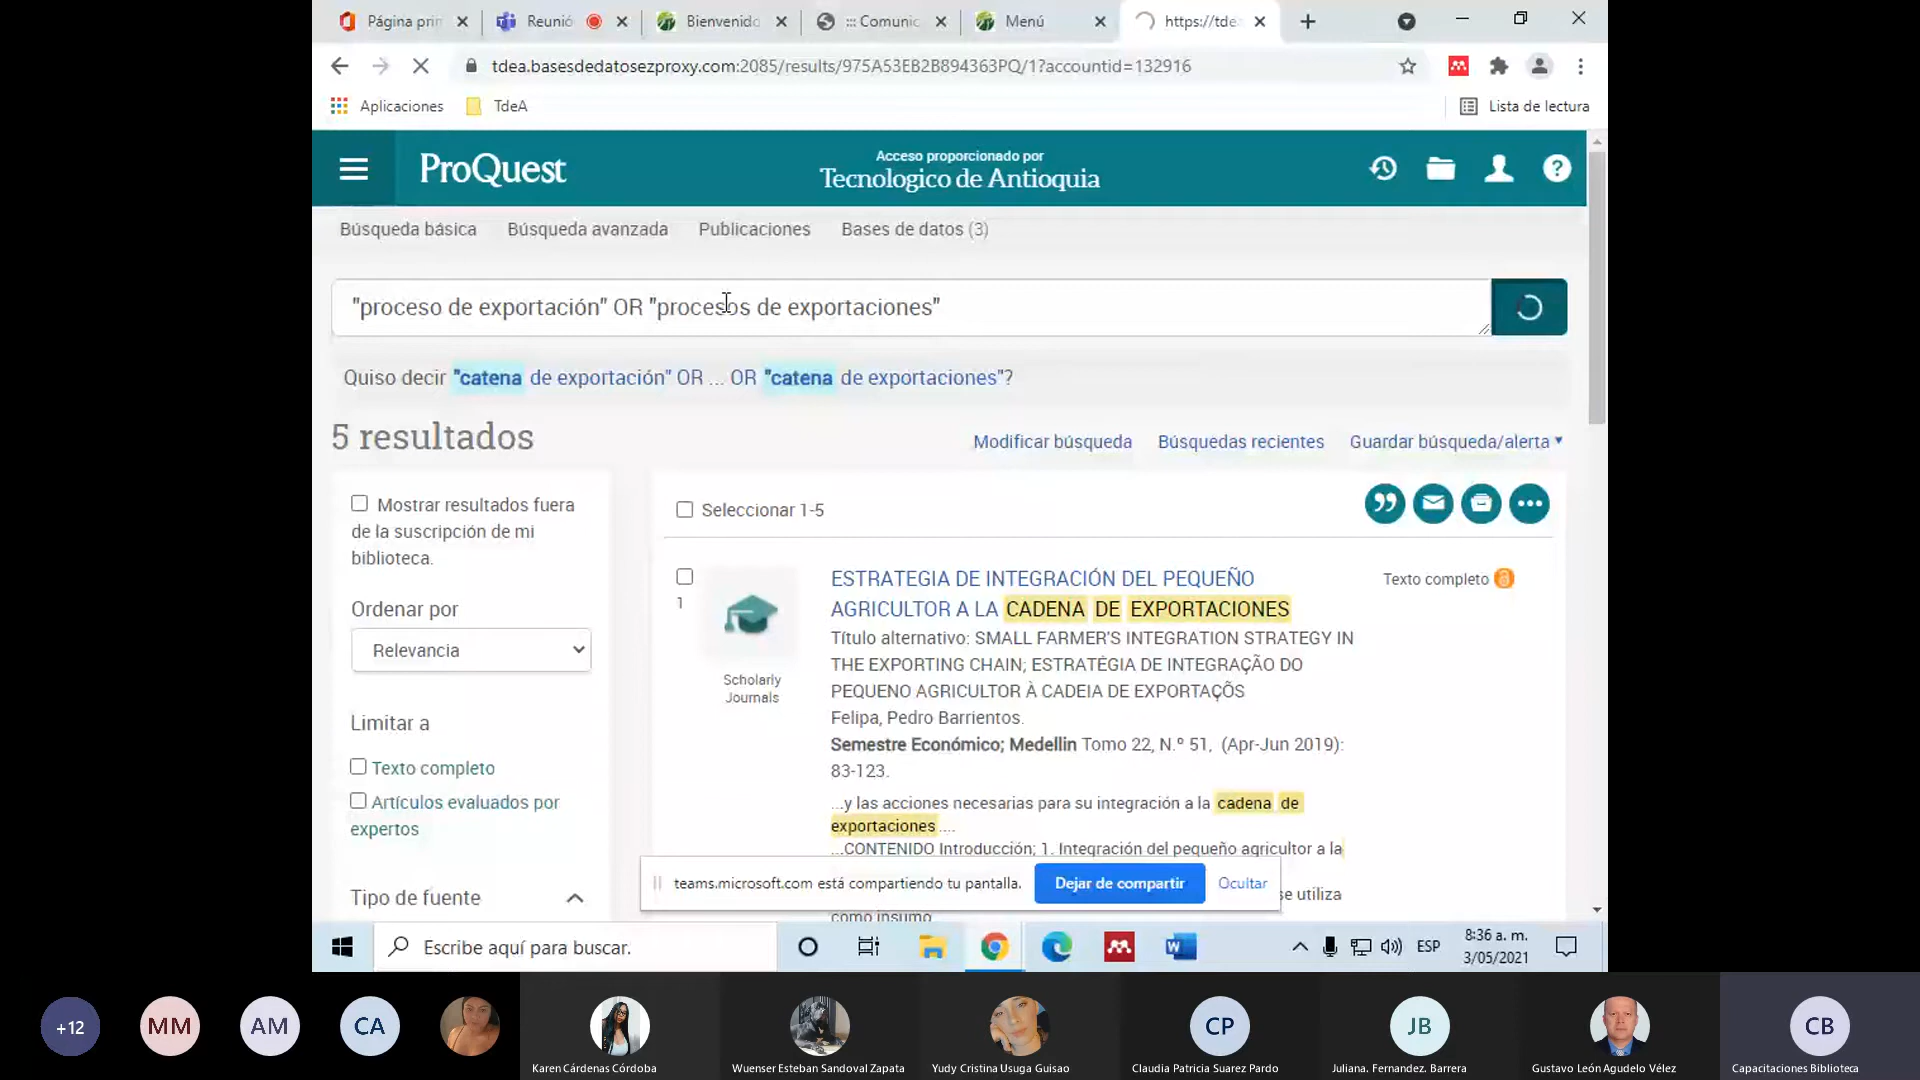 Página prin
Reunió
Bienvenido
::: Comunic
Menú
https://tde
tdea.basesdedatosezproxy.com:2085/results/975A53EB2B894363PQ/1?accountid=132916
Aplicaciones
TdeA
Lista de lectura
ProQuest
Acceso proporcionado por
Tecnologico de Antioquia
Búsqueda básica
Búsqueda avanzada
Publicaciones
Bases de datos (3)
"proceso de exportación" OR "procesos de exportaciones"
Quiso decir "catena de exportación" OR ... OR "catena de exportaciones"?
5 resultados
Modificar búsqueda
Búsquedas recientes
Guardar búsqueda/alerta
Mostrar resultados fuera
de la suscripción de mi
biblioteca.
Ordenar por
Relevancia
Limitar a
Texto completo
Artículos evaluados por
expertos
Tipo de fuente
Seleccionar 1-5
1
Scholarly
Journals
ESTRATEGIA DE INTEGRACIÓN DEL PEQUEÑO
AGRICULTOR A LA CADENA DE EXPORTACIONES
Título alternativo: SMALL FARMER'S INTEGRATION STRATEGY IN
THE EXPORTING CHAIN; ESTRATÉGIA DE INTEGRAÇÃO DO
PEQUENO AGRICULTOR À CADEIA DE EXPORTAÇÕS
Felipa, Pedro Barrientos.
Semestre Económico; Medellin Tomo 22, N.º 51, (Apr-Jun 2019):
83-123.
...y las acciones necesarias para su integración a la cadena de
exportaciones ....
...CONTENIDO Introducción; 1. Integración del pequeño agricultor a la
se utiliza
como insumo
Texto completo
teams.microsoft.com está compartiendo tu pantalla.
Dejar de compartir
Ocultar
Escribe aquí para buscar.
ESP
8:36 a. m.
3/05/2021
+12
MM
AM
CA
Karen Cárdenas Córdoba
Wuenser Esteban Sandoval Zapata
Yudy Cristina Usuga Guisao
CP
Claudia Patricia Suarez Pardo
JB
Juliana. Fernandez. Barrera
Gustavo León Agudelo Vélez
CB
Capacitaciones Biblioteca